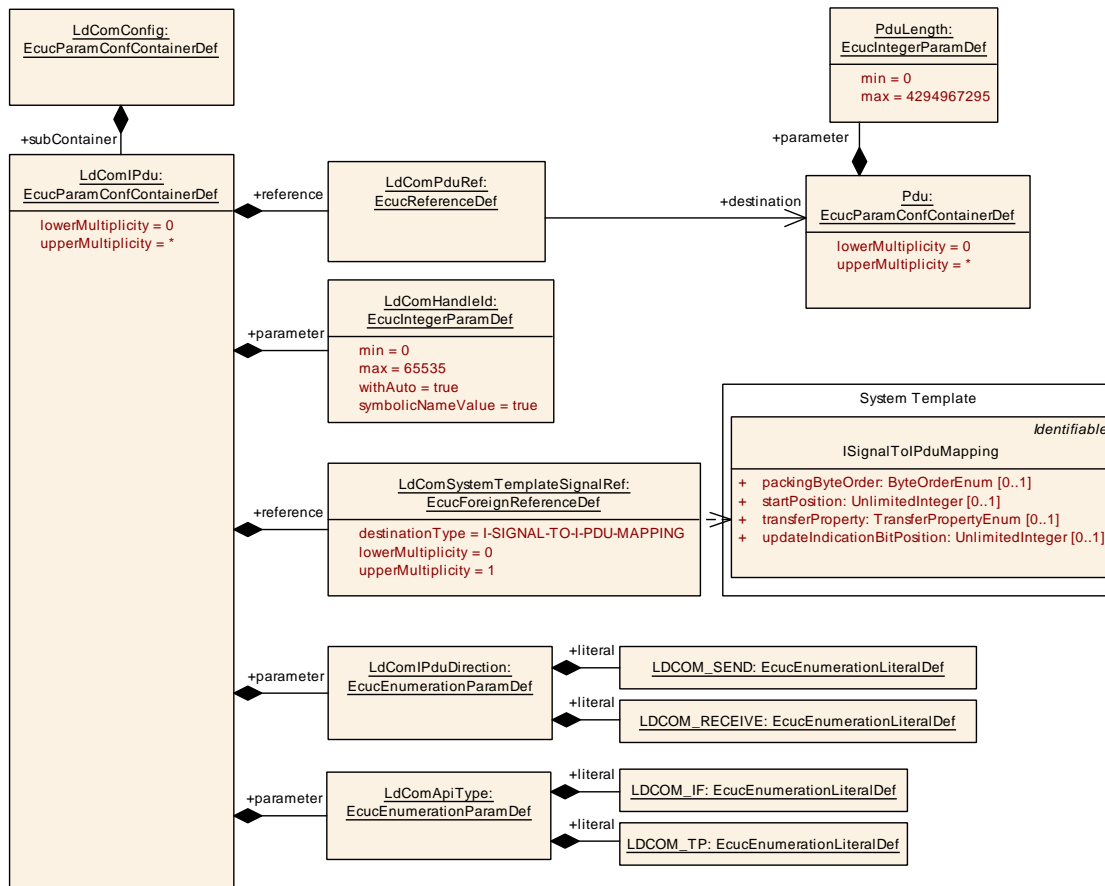 LdComConfig:
EcucParamConfContainerDef
+subContainer
LdComIPdu:
EcucParamConfContainerDef
lowerMultiplicity = 0
upperMultiplicity = *
+reference
LdComPduRef:
EcucReferenceDef
+destination
PduLength:
EcucIntegerParamDef
min = 0
max = 4294967295
+parameter
Pdu:
EcucParamConfContainerDef
lowerMultiplicity = 0
upperMultiplicity = *
+parameter
LdComHandleId:
EcucIntegerParamDef
min = 0
max = 65535
withAuto = true
symbolicNameValue = true
+reference
LdComSystemTemplateSignalRef:
EcucForeignReferenceDef
destinationType = I-SIGNAL-TO-I-PDU-MAPPING
lowerMultiplicity = 0
upperMultiplicity = 1
System Template
Identifiable
ISignalToIPduMapping
+ packingByteOrder: ByteOrderEnum [0..1]
+ startPosition: UnlimitedInteger [0..1]
+ transferProperty: TransferPropertyEnum [0..1]
+ updateIndicationBitPosition: UnlimitedInteger [0..1]
+parameter
LdComIPduDirection:
EcucEnumerationParamDef
+literal
LDCOM_SEND: EcucEnumerationLiteralDef
+literal
LDCOM_RECEIVE: EcucEnumerationLiteralDef
+parameter
LdComApiType:
EcucEnumerationParamDef
+literal
LDCOM_IF: EcucEnumerationLiteralDef
+literal
LDCOM_TP: EcucEnumerationLiteralDef